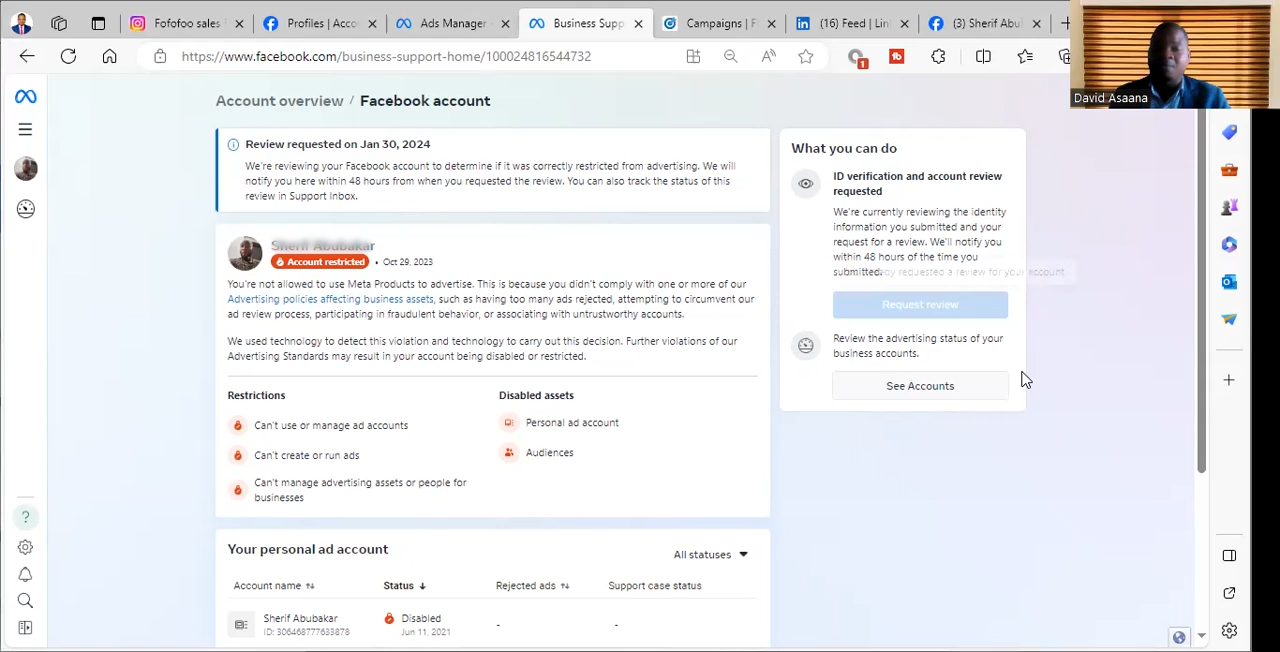 Fofofoo sales
Profiles | Acco
Ads Manager -
Business Supp
Campaigns | F
(16) Feed | Lin
(3) Sherif Abu
https://www.facebook.com/business-support-home/100024816544732
1
David Asaana
Account overview / Facebook account
Review requested on Jan 30, 2024
We're reviewing your Facebook account to determine if it was correctly restricted from advertising. We will
notify you here within 48 hours from when you requested the review. You can also track the status of this
review in Support Inbox.
Sherif Abubakar
Account restricted • Oct 29, 2023
You're not allowed to use Meta Products to advertise. This is because you didn't comply with one or more of our
Advertising policies affecting business assets, such as having too many ads rejected, attempting to circumvent our
ad review process, participating in fraudulent behavior, or associating with untrustworthy accounts.
We used technology to detect this violation and technology to carry out this decision. Further violations of our
Advertising Standards may result in your account being disabled or restricted.
Restrictions
Can't use or manage ad accounts
Can't create or run ads
Can't manage advertising assets or people for
businesses
Disabled assets
Personal ad account
Audiences
Your personal ad account
All statuses
Account name Status Rejected ads Support case status
Sherif Abubakar Disabled - -
ID: 306468777633878 Jun 11, 2021
What you can do
ID verification and account review
requested
We're currently reviewing the identity
information you submitted and your
request for a review. We'll notify you
within 48 hours of the time you
submitted.
requested a review for your account
Request review
Review the advertising status of your
business accounts.
See Accounts